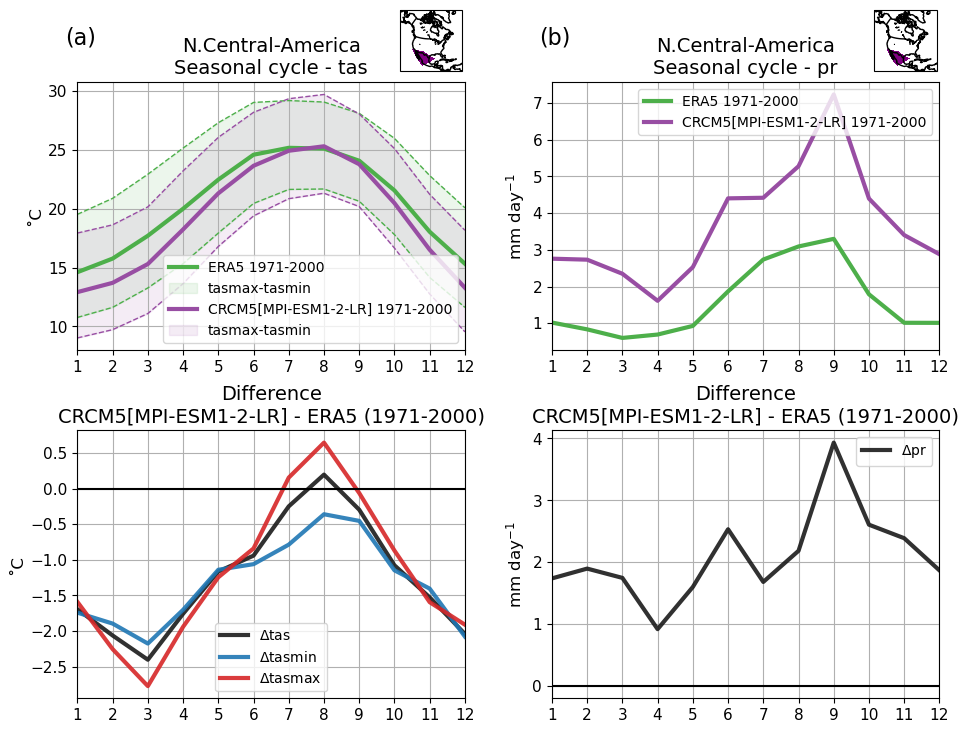 (a)
N.Central-America
Seasonal cycle - tas
30
25
20
15
10
˚C
ERA5 1971-2000
tasmax-tasmin
CRCM5[MPI-ESM1-2-LR] 1971-2000
tasmax-tasmin
1 2 3 4 5 6 7 8 9 10 11 12
(b)
N.Central-America
Seasonal cycle - pr
7
6
5
4
3
2
1
mm day⁻¹
ERA5 1971-2000
CRCM5[MPI-ESM1-2-LR] 1971-2000
1 2 3 4 5 6 7 8 9 10 11 12
Difference
CRCM5[MPI-ESM1-2-LR] - ERA5 (1971-2000)
0.5
0.0
−0.5
−1.0
−1.5
−2.0
−2.5
˚C
Δtas
Δtasmin
Δtasmax
1 2 3 4 5 6 7 8 9 10 11 12
Difference
CRCM5[MPI-ESM1-2-LR] - ERA5 (1971-2000)
4
3
2
1
0
mm day⁻¹
Δpr
1 2 3 4 5 6 7 8 9 10 11 12